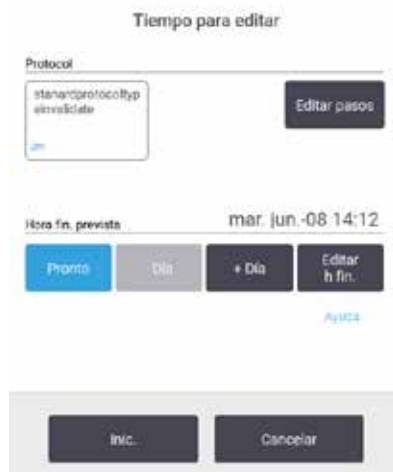 Tiempo para editar
Protocol
stanardprotocoltyp
einvalidate
Editar pasos
Hora fin. prevista
mar. jun.-08 14:12
Pronto
Día
+ Día
Editar
h fin.
Ayuda
Inic.
Cancelar